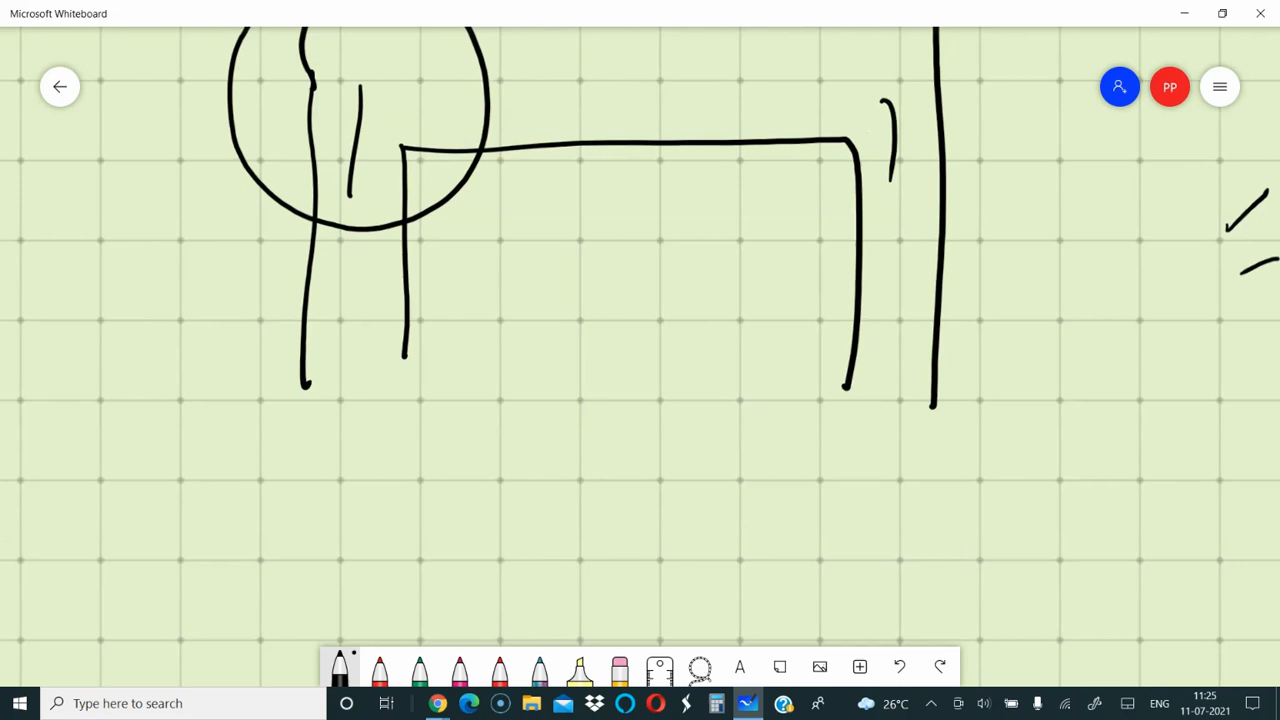 Microsoft Whiteboard
PP
A
Type here to search
26°C
ENG
11:25
11-07-2021